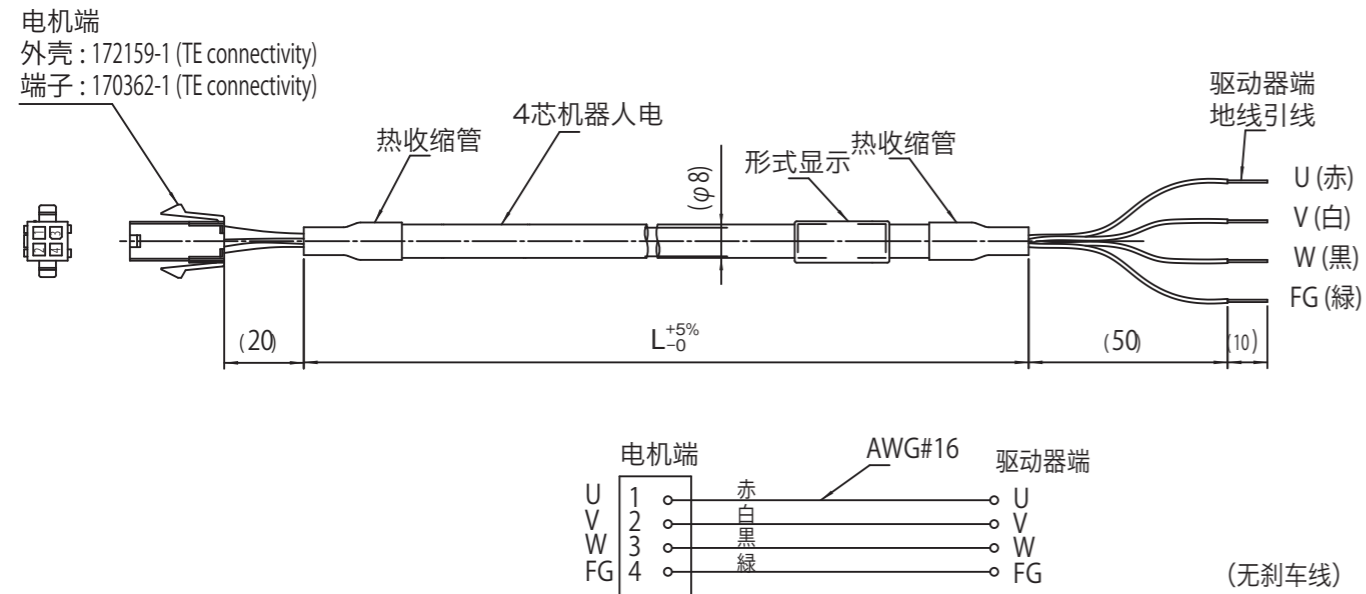 电机端
外壳 : 172159-1 (TE connectivity)
端子 : 170362-1 (TE connectivity)
热收缩管
4芯机器人电
(φ8)
形式显示
热收缩管
驱动器端
地线引线
U (赤)
V (白)
W (黒)
FG (緑)
(20)
L +5% -0
(50)
(10)
电机端
AWG#16
驱动器端
U 1 赤 U
V 2 白 V
W 3 黒 W
FG 4 緑 FG
(无刹车线)